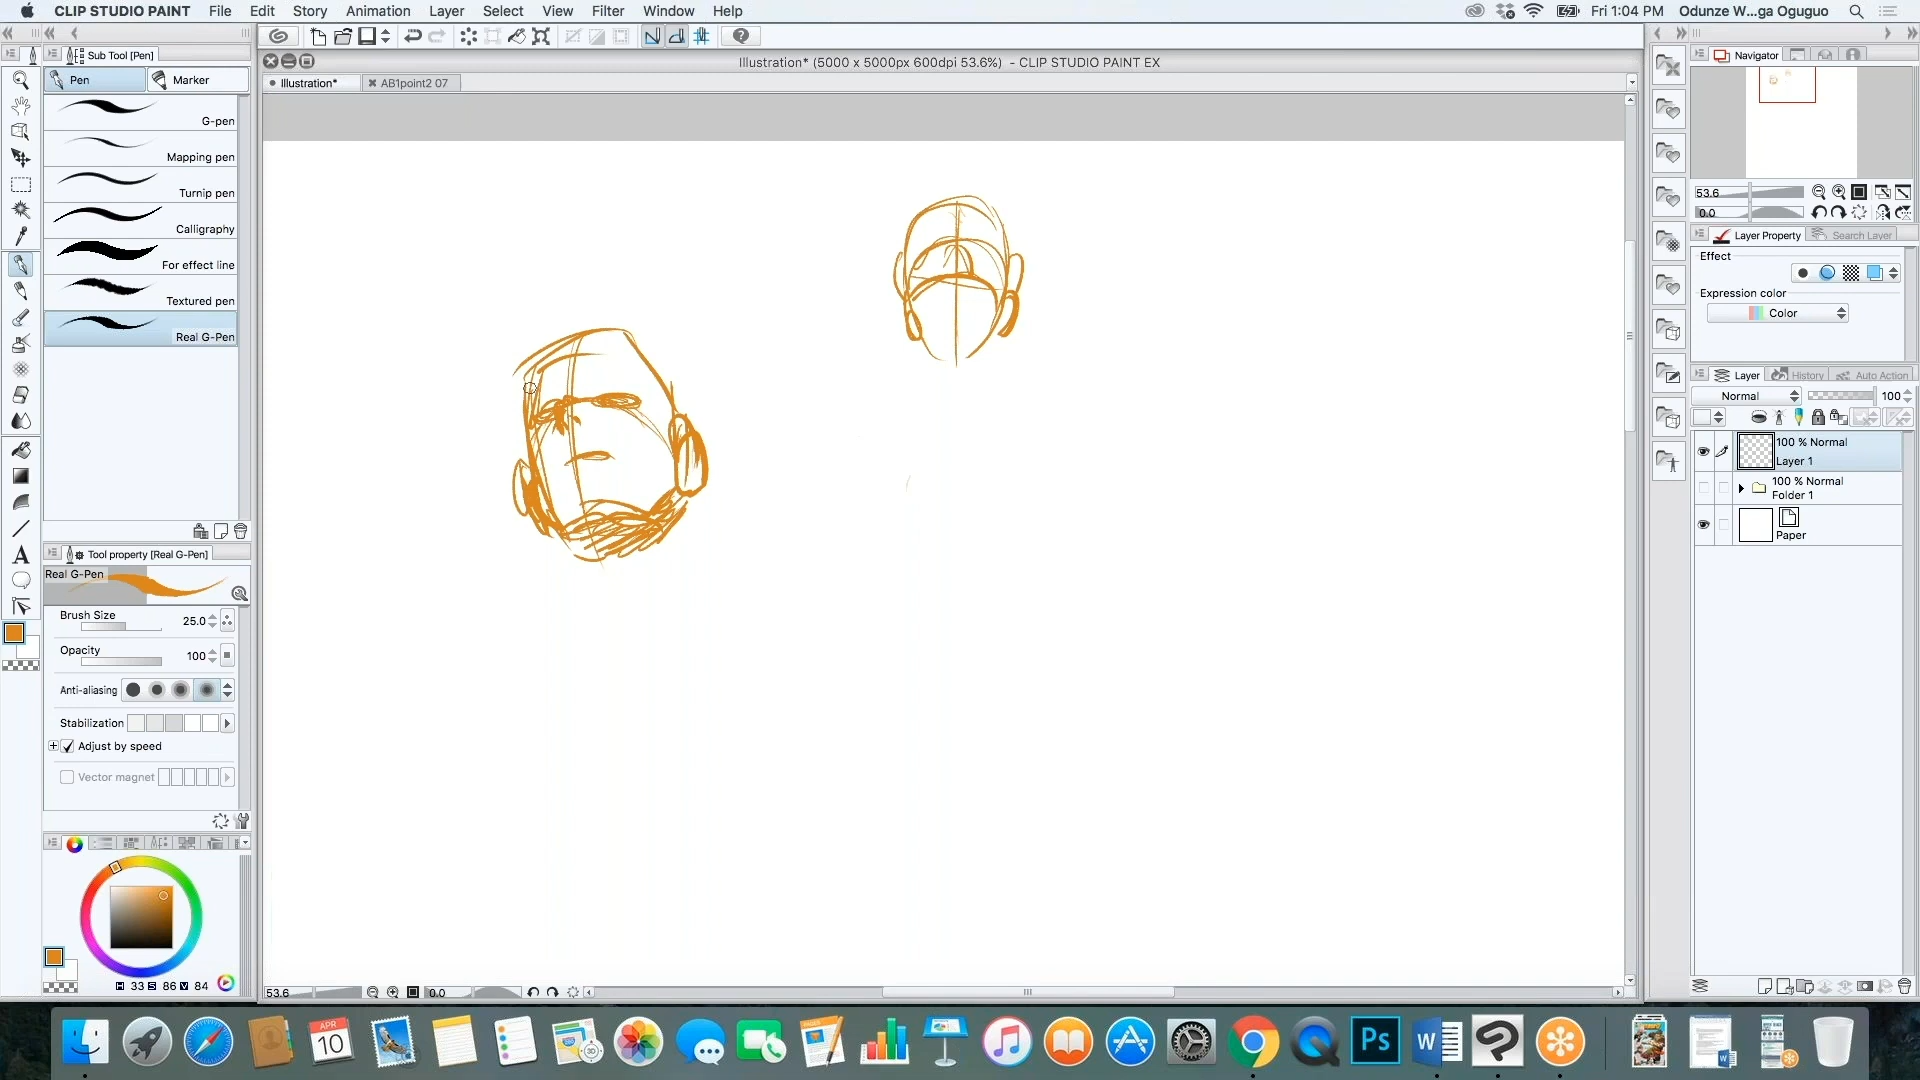 CLIP STUDIO PAINT File Edit Story Animation Layer Select View Filter Window Help Fri 1:04 PM Odunze W...ga Oguguo
Sub Tool [Pen]
Pen Marker
G-pen
Mapping pen
Turnip pen
Calligraphy
For effect line
Textured pen
Real G-Pen
Tool property [Real G-Pen]
Real G-Pen
Brush Size 25.0
Opacity 100
Anti-aliasing
Stabilization
Adjust by speed
Vector magnet
H 33 S 86 V 84
Illustration* (5000 x 5000px 600dpi 53.6%) - CLIP STUDIO PAINT EX
Illustration* AB1point2 07
53.6 0.0
Navigator
53.6
0.0
Layer Property Search Layer
Effect
Expression color
Color
Layer History Auto Action
Normal 100
100 % Normal
Layer 1
100 % Normal
Folder 1
Paper
APR
10
PAGES
Ps
W